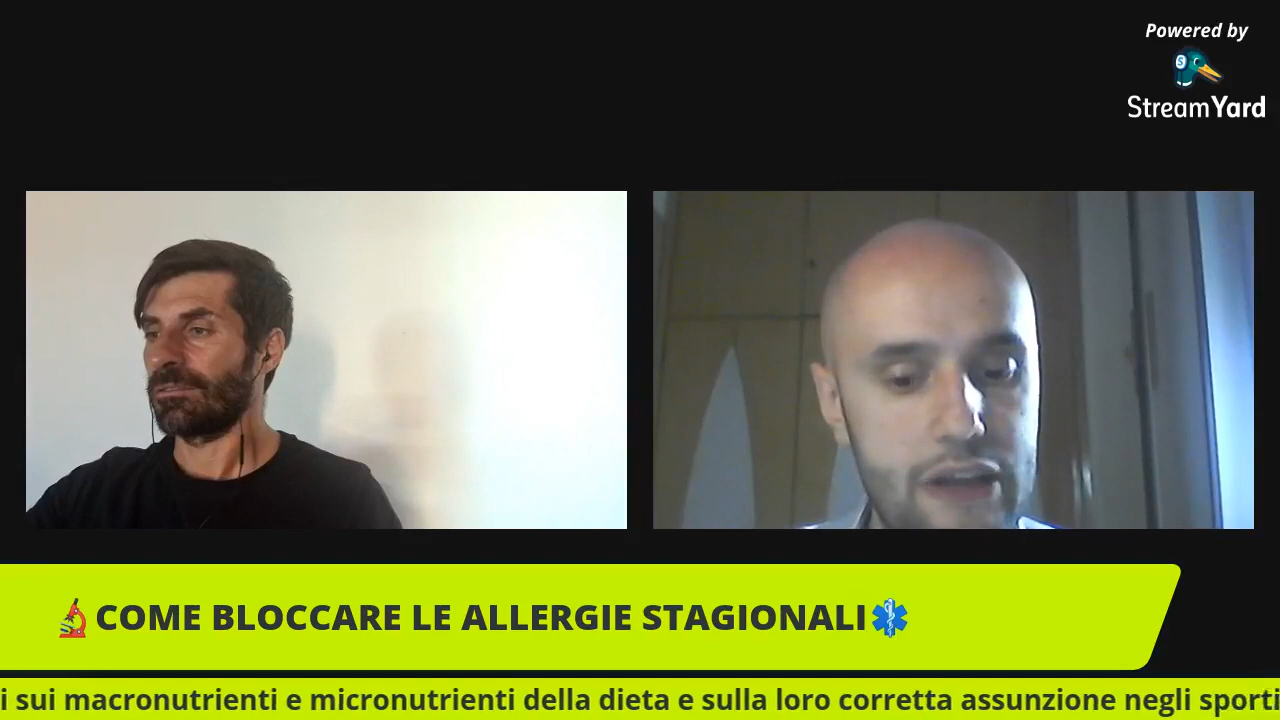 Powered by
StreamYard
COME BLOCCARE LE ALLERGIE STAGIONALI
i sui macronutrienti e micronutrienti della dieta e sulla loro corretta assunzione negli sporti